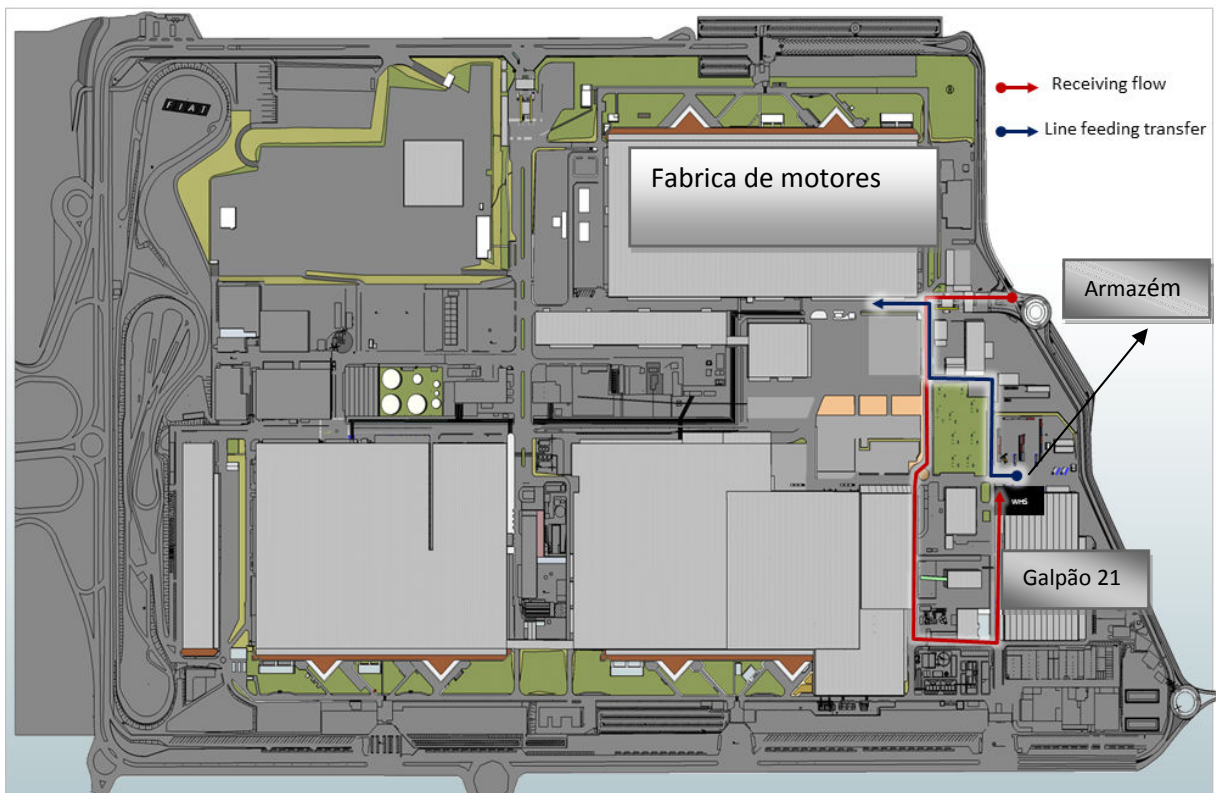 FIAT
Receiving flow
Line feeding transfer
Fabrica de motores
Armazém
WHS
Galpão 21